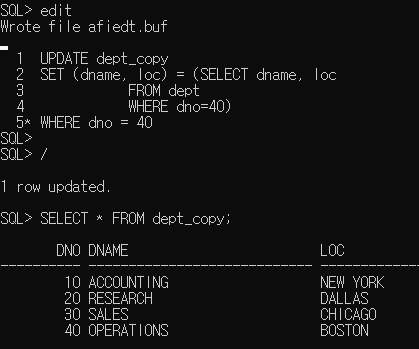 SQL> edit
Wrote file afiedt.buf
1  UPDATE dept_copy
2  SET (dname, loc) = (SELECT dname, loc
3              FROM dept
4              WHERE dno=40)
5* WHERE dno = 40
SQL>
SQL> /
1 row updated.
SQL> SELECT * FROM dept_copy;
DNO DNAME                          LOC
---------- ------------------------------ -------------
10 ACCOUNTING                     NEW YORK
20 RESEARCH                       DALLAS
30 SALES                          CHICAGO
40 OPERATIONS                     BOSTON